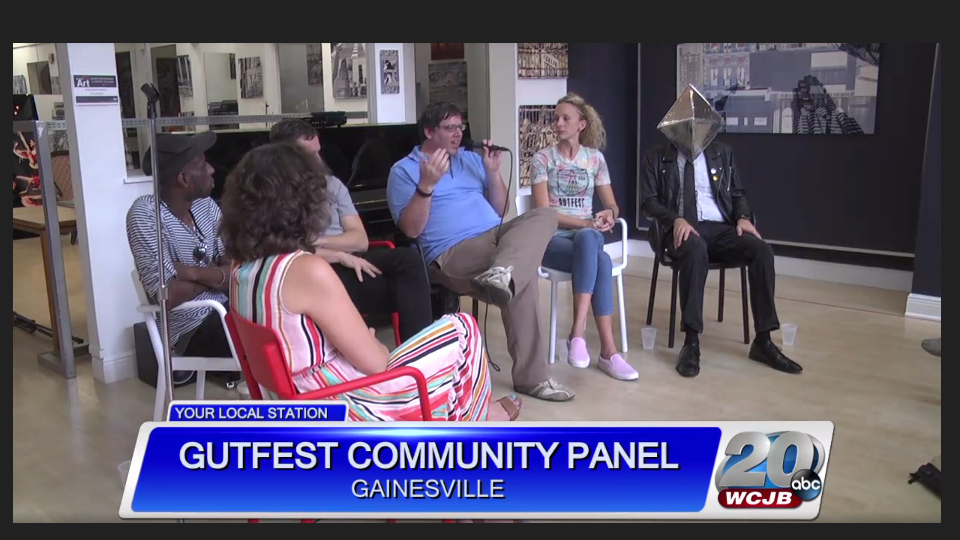 Art
GUTFEST
YOUR LOCAL STATION
GUTFEST COMMUNITY PANEL
GAINESVILLE
20
abc
WCJB